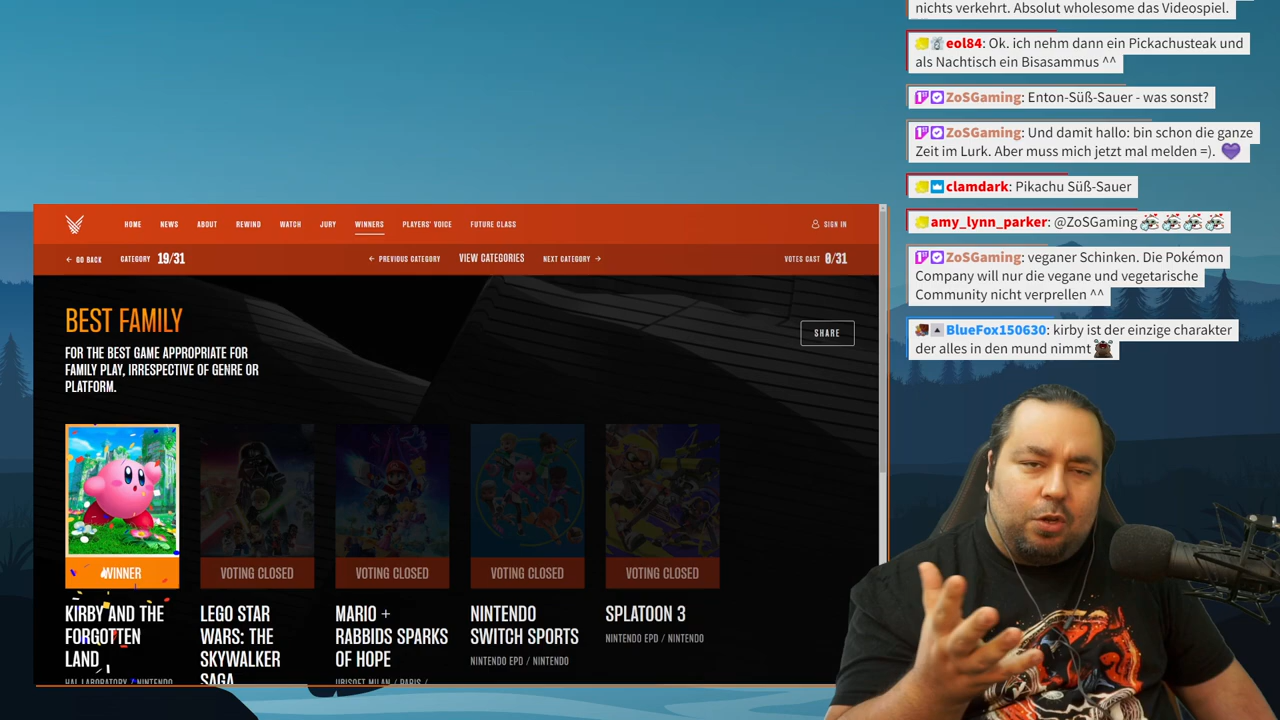 HOME
NEWS
ABOUT
REWIND
WATCH
JURY
WINNERS
PLAYERS' VOICE
FUTURE CLASS
SIGN IN
GO BACK
CATEGORY 19/31
PREVIOUS CATEGORY
VIEW CATEGORIES
NEXT CATEGORY
VOTES CAST 0/31
BEST FAMILY
SHARE
FOR THE BEST GAME APPROPRIATE FOR
FAMILY PLAY, IRRESPECTIVE OF GENRE OR
PLATFORM.
WINNER
VOTING CLOSED
VOTING CLOSED
VOTING CLOSED
VOTING CLOSED
KIRBY AND THE
FORGOTTEN
LAND
HAL LABORATORY / NINTENDO
LEGO STAR
WARS: THE
SKYWALKER
SAGA
MARIO +
RABBIDS SPARKS
OF HOPE
UBISOFT MILAN / PARIS /
NINTENDO
SWITCH SPORTS
NINTENDO EPD / NINTENDO
SPLATOON 3
NINTENDO EPD / NINTENDO
nichts verkehrt. Absolut wholesome das Videospiel.
eol84: Ok. ich nehm dann ein Pickachusteak und
als Nachtisch ein Bisasammus ^^
ZoSGaming: Enton-Süß-Sauer - was sonst?
ZoSGaming: Und damit hallo: bin schon die ganze
Zeit im Lurk. Aber muss mich jetzt mal melden =).
clamdark: Pikachu Süß-Sauer
amy_lynn_parker: @ZoSGaming
ZoSGaming: veganer Schinken. Die Pokémon
Company will nur die vegane und vegetarische
Community nicht verprellen ^^
BlueFox150630: kirby ist der einzige charakter
der alles in den mund nimmt